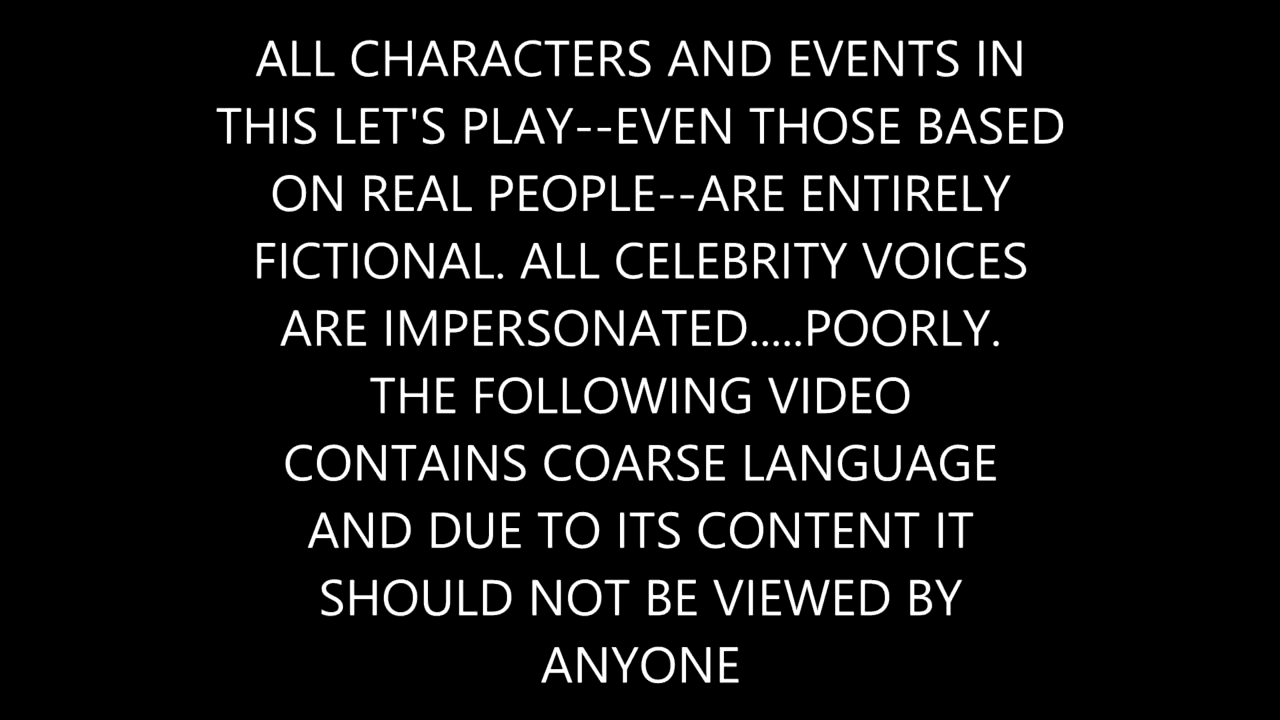 ALL CHARACTERS AND EVENTS IN
THIS LET'S PLAY--EVEN THOSE BASED
ON REAL PEOPLE--ARE ENTIRELY
FICTIONAL. ALL CELEBRITY VOICES
ARE IMPERSONATED.....POORLY.
THE FOLLOWING VIDEO
CONTAINS COARSE LANGUAGE
AND DUE TO ITS CONTENT IT
SHOULD NOT BE VIEWED BY
ANYONE